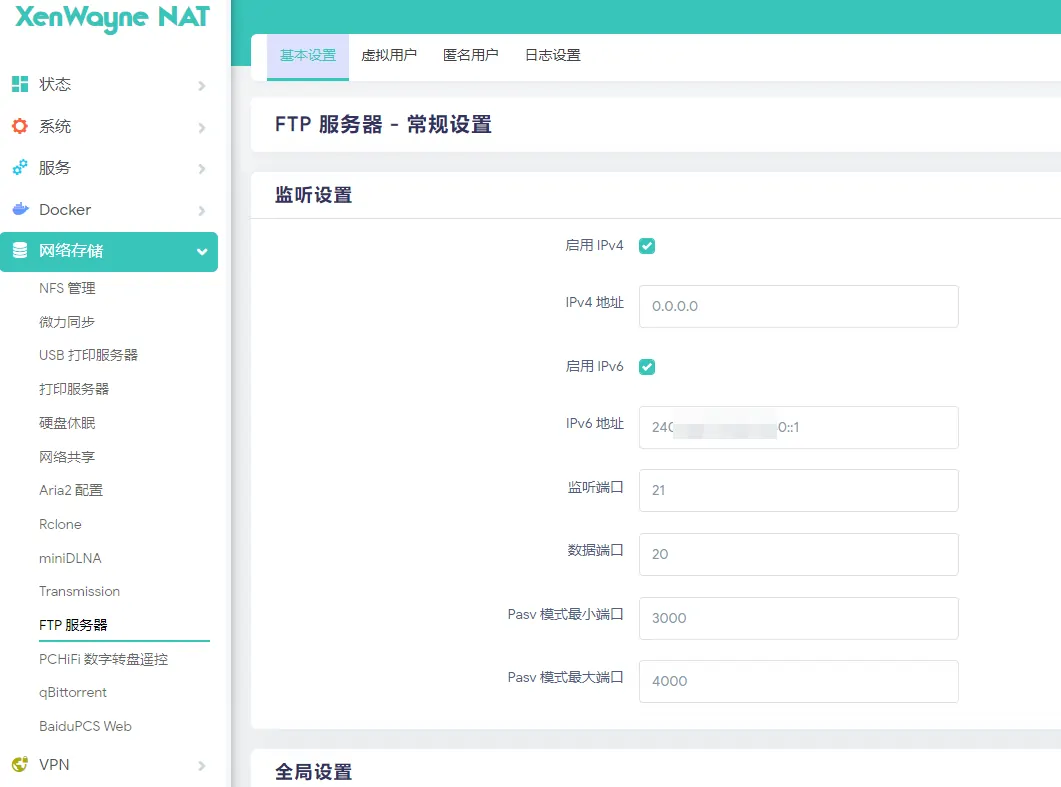 XenWayne NAT
状态
系统
服务
Docker
网络存储
NFS 管理
微力同步
USB 打印服务器
打印服务器
硬盘休眠
网络共享
Aria2 配置
Rclone
miniDLNA
Transmission
FTP 服务器
PCHiFi 数字转盘遥控
qBittorrent
BaiduPCS Web
VPN
基本设置 虚拟用户 匿名用户 日志设置
FTP 服务器 - 常规设置
监听设置
启用 IPv4
IPv4 地址 0.0.0.0
启用 IPv6
IPv6 地址 240 0::1
监听端口 21
数据端口 20
Pasv 模式最小端口 3000
Pasv 模式最大端口 4000
全局设置